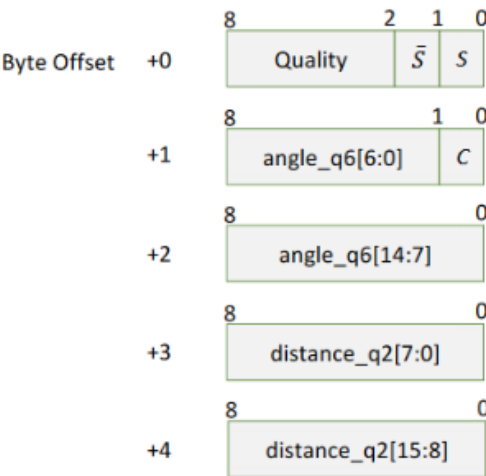 8 2 1 0
Byte Offset +0 Quality S̄ S
8 1 0
+1 angle_q6[6:0] C
8 0
+2 angle_q6[14:7]
8 0
+3 distance_q2[7:0]
8 0
+4 distance_q2[15:8]